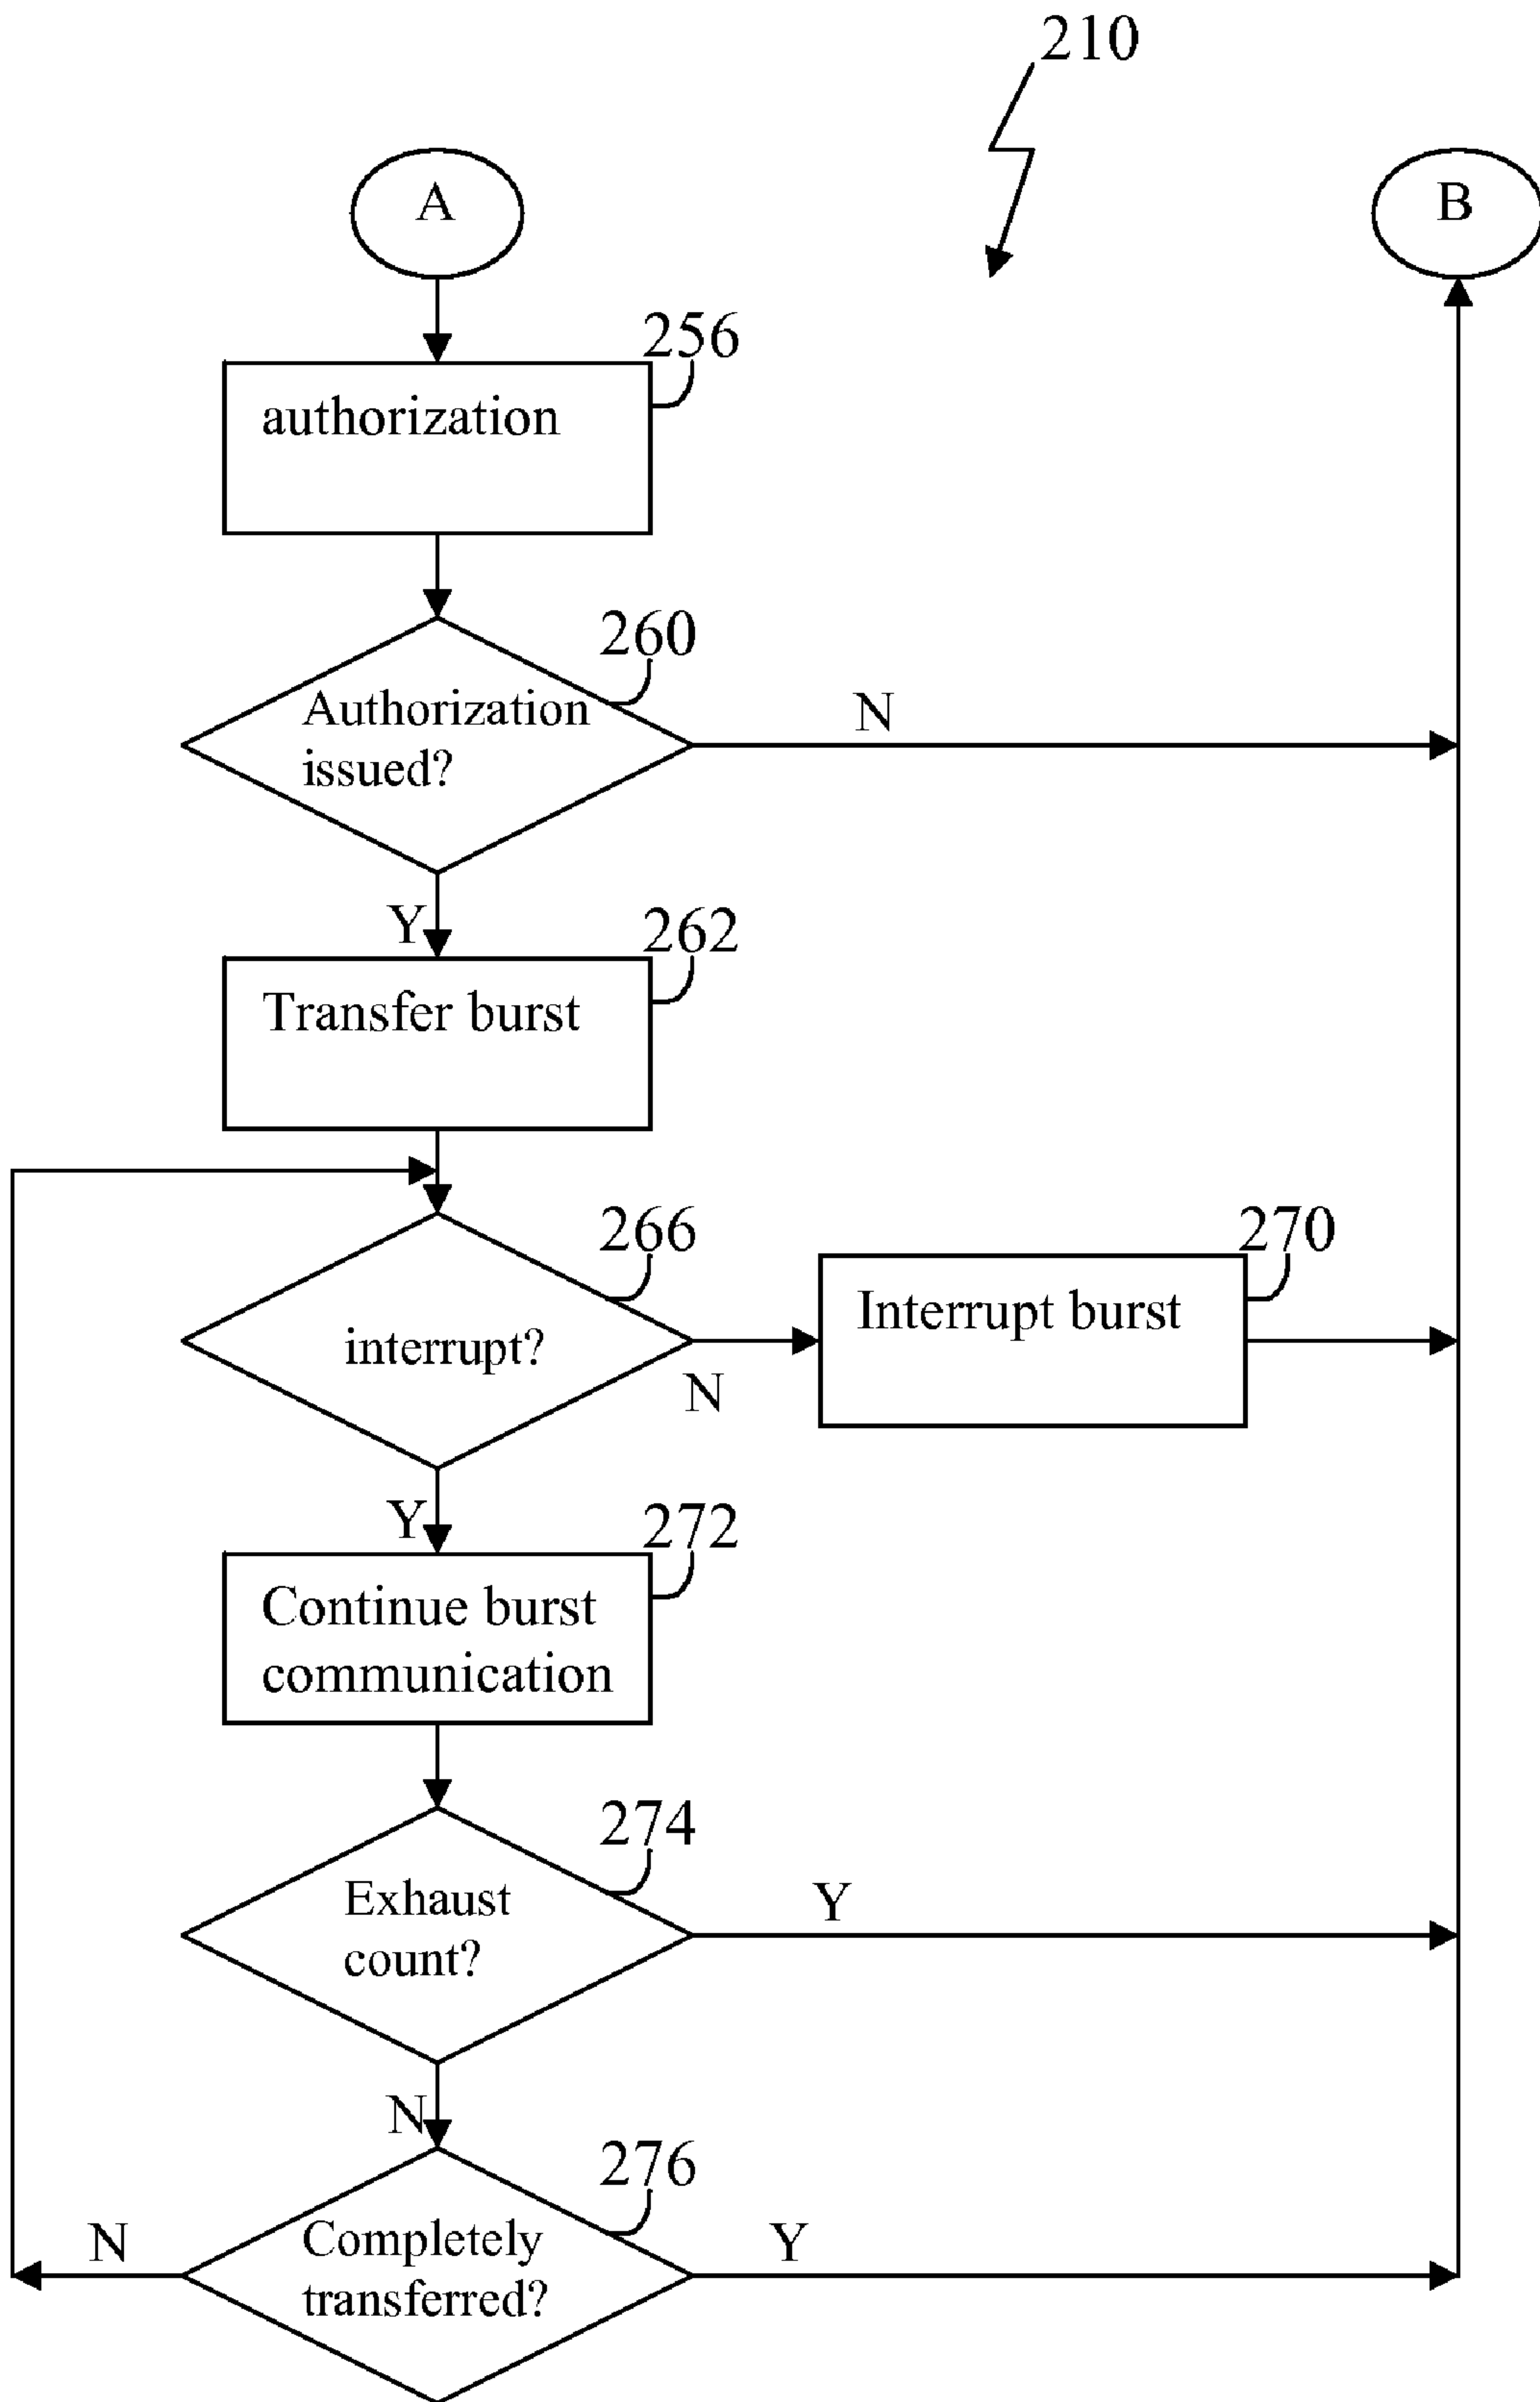 210
A
B
256
authorization
260
Authorization
issued?
N
Y
262
Transfer burst
266
interrupt?
N
270
Interrupt burst
Y
272
Continue burst
communication
274
Exhaust
count?
Y
N
276
Completely
transferred?
N
Y